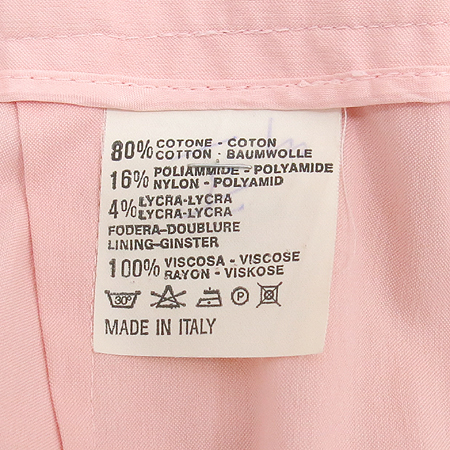 80% COTONE - COTON
COTTON - BAUMWOLLE
16% POLIAMMIDE - POLYAMIDE
NYLON - POLYAMID
4% LYCRA-LYCRA
LYCRA-LYCRA
FODERA-DOUBLURE
LINING-GINSTER
100% VISCOSA - VISCOSE
RAYON - VISKOSE
30° P
MADE IN ITALY